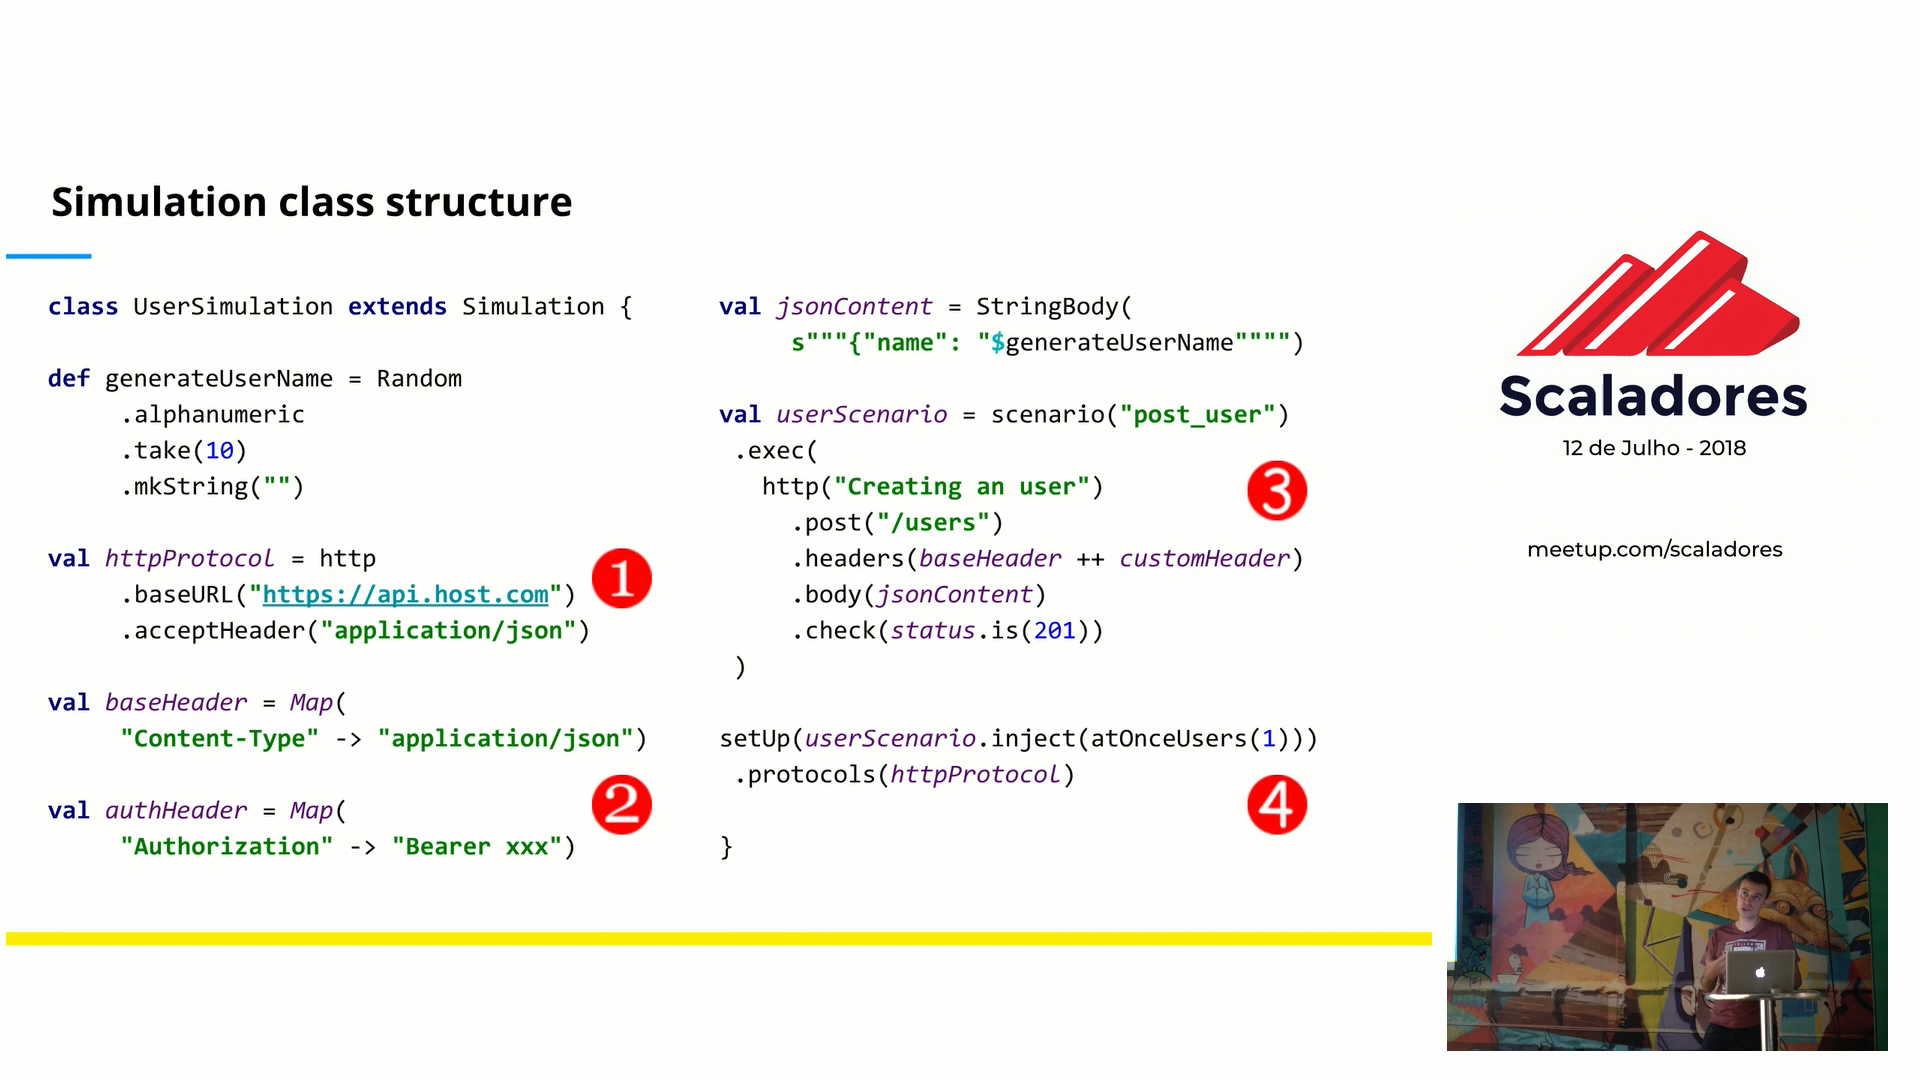 Simulation class structure
class UserSimulation extends Simulation {
def generateUserName = Random
.alphanumeric
.take(10)
.mkString("")
val httpProtocol = http
.baseURL("https://api.host.com")
.acceptHeader("application/json")
1
val baseHeader = Map(
"Content-Type" -> "application/json")
val authHeader = Map(
"Authorization" -> "Bearer xxx")
2
val jsonContent = StringBody(
s"""{"name": "$generateUserName"""")
val userScenario = scenario("post_user")
.exec(
http("Creating an user")
.post("/users")
.headers(baseHeader ++ customHeader)
.body(jsonContent)
.check(status.is(201))
)
3
setUp(userScenario.inject(atOnceUsers(1)))
.protocols(httpProtocol)
4
}
Scaladores
12 de Julho - 2018
meetup.com/scaladores